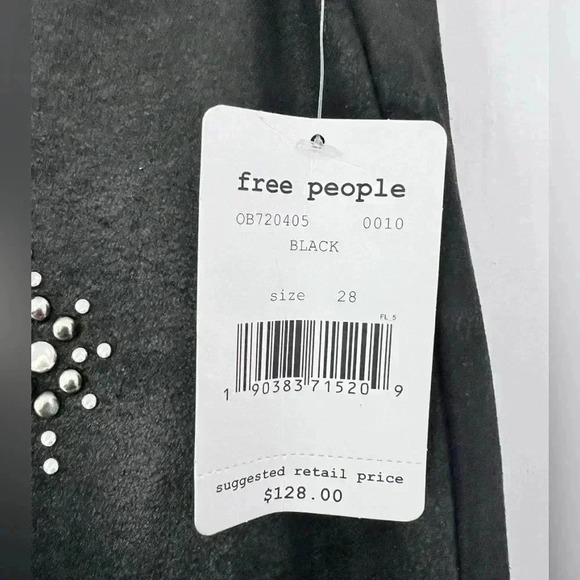 free people
OB720405 0010
BLACK
size 28
FL 5
1 90383 71520 9
suggested retail price
$128.00